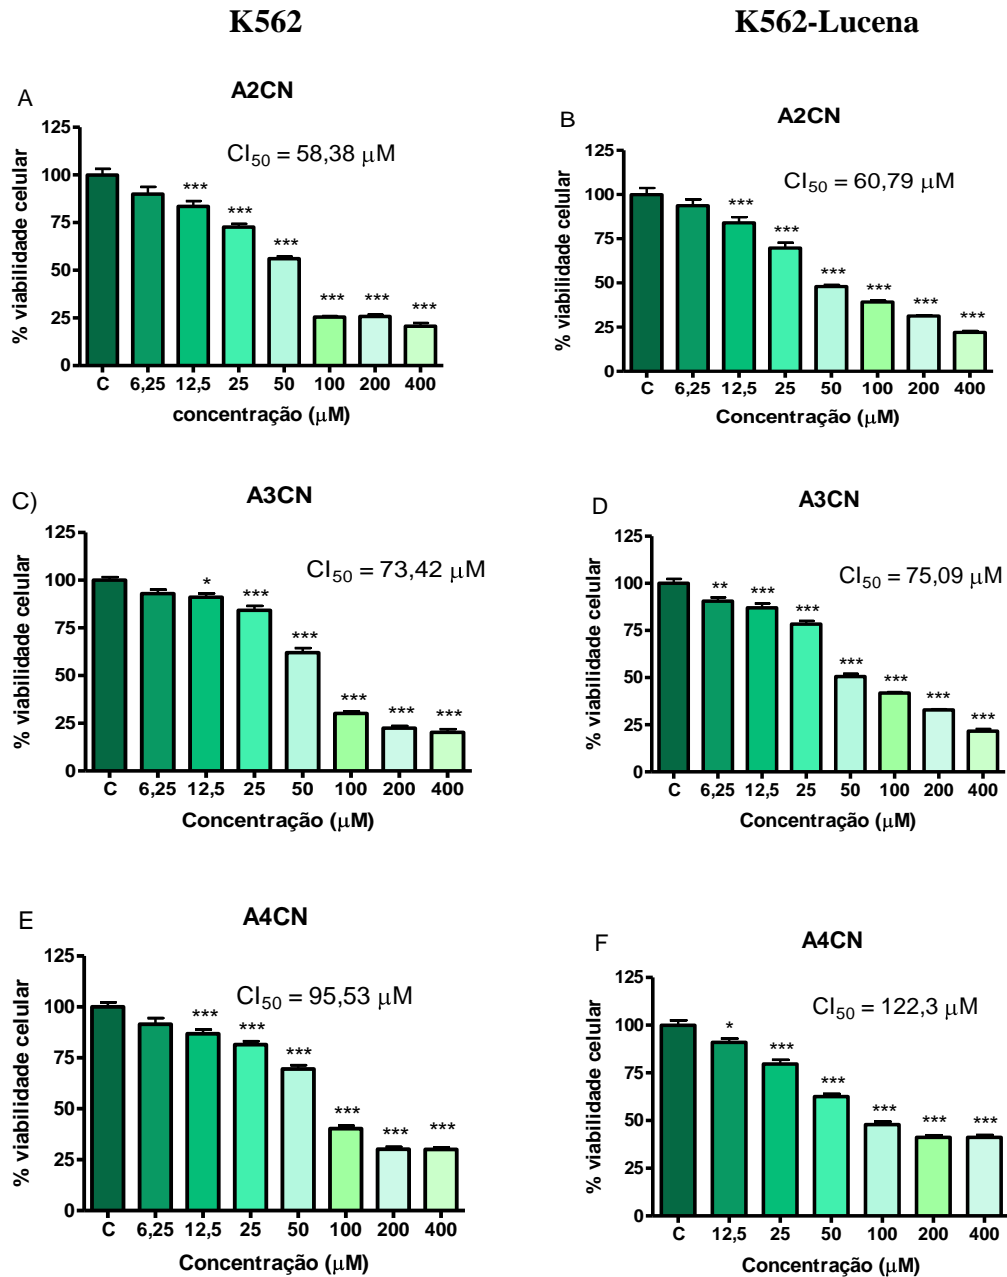 K562
K562-Lucena
A
A2CN
CI50 = 58,38 μM
% viabilidade celular
125
100
75
50
25
0
*** *** *** *** *** ***
C 6,25 12,5 25 50 100 200 400
concentração (μM)
B
A2CN
CI50 = 60,79 μM
% viabilidade celular
125
100
75
50
25
0
*** *** *** *** *** ***
C 6,25 12,5 25 50 100 200 400
Concentração (μM)
C)
A3CN
CI50 = 73,42 μM
% viabilidade celular
125
100
75
50
25
0
* *** *** *** *** ***
C 6,25 12,5 25 50 100 200 400
Concentração (μM)
D
A3CN
CI50 = 75,09 μM
% viabilidade celular
125
100
75
50
25
0
** *** *** *** *** *** ***
C 6,25 12,5 25 50 100 200 400
Concentração (μM)
E
A4CN
CI50 = 95,53 μM
% viabilidade celular
125
100
75
50
25
0
*** *** *** *** *** ***
C 6,25 12,5 25 50 100 200 400
Concentração (μM)
F
A4CN
CI50 = 122,3 μM
% viabilidade celular
125
100
75
50
25
0
* *** *** *** *** ***
C 12,5 25 50 100 200 400
Concentração (μM)